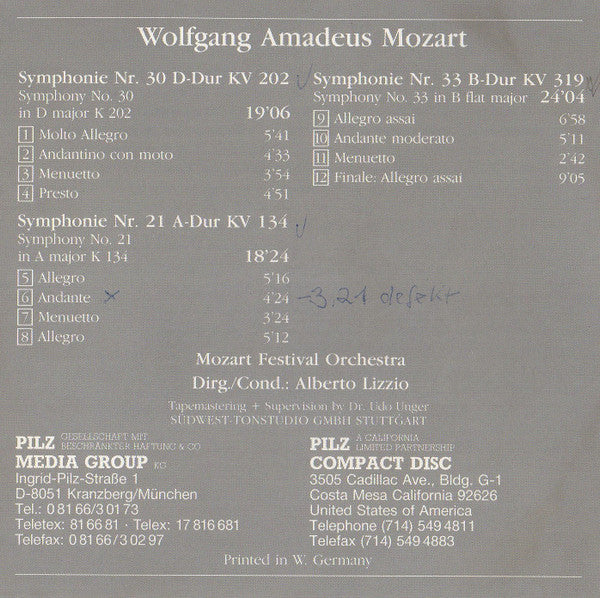 Wolfgang Amadeus Mozart
Symphonie Nr. 30 D-Dur KV 202
Symphony No. 30
in D major K 202 19'06
1 Molto Allegro 5'41
2 Andantino con moto 4'33
3 Menuetto 3'54
4 Presto 4'51
Symphonie Nr. 21 A-Dur KV 134
Symphony No. 21
in A major K 134 18'24
5 Allegro 5'16
6 Andante x 4'24 -3,21 defekt
7 Menuetto 3'24
8 Allegro 5'12
Symphonie Nr. 33 B-Dur KV 319
Symphony No. 33 in B flat major 24'04
9 Allegro assai 6'58
10 Andante moderato 5'11
11 Menuetto 2'42
12 Finale: Allegro assai 9'05
Mozart Festival Orchestra
Dirg./Cond.: Alberto Lizzio
Tapemastering + Supervision by Dr. Udo Unger
SÜDWEST-TONSTUDIO GMBH STUTTGART
PILZ GESELLSCHAFT MIT
BESCHRÄNKTER HAFTUNG & CO
MEDIA GROUP KG
Ingrid-Pilz-Straße 1
D-8051 Kranzberg/München
Tel.: 0 81 66/3 01 73
Teletex: 81 66 81 · Telex: 17 816 681
Telefax: 0 81 66/3 02 97
PILZ A CALIFORNIA
LIMITED PARTNERSHIP
COMPACT DISC
3505 Cadillac Ave., Bldg. G-1
Costa Mesa California 92626
United States of America
Telephone (714) 549 4811
Telefax (714) 549 4883
Printed in W. Germany